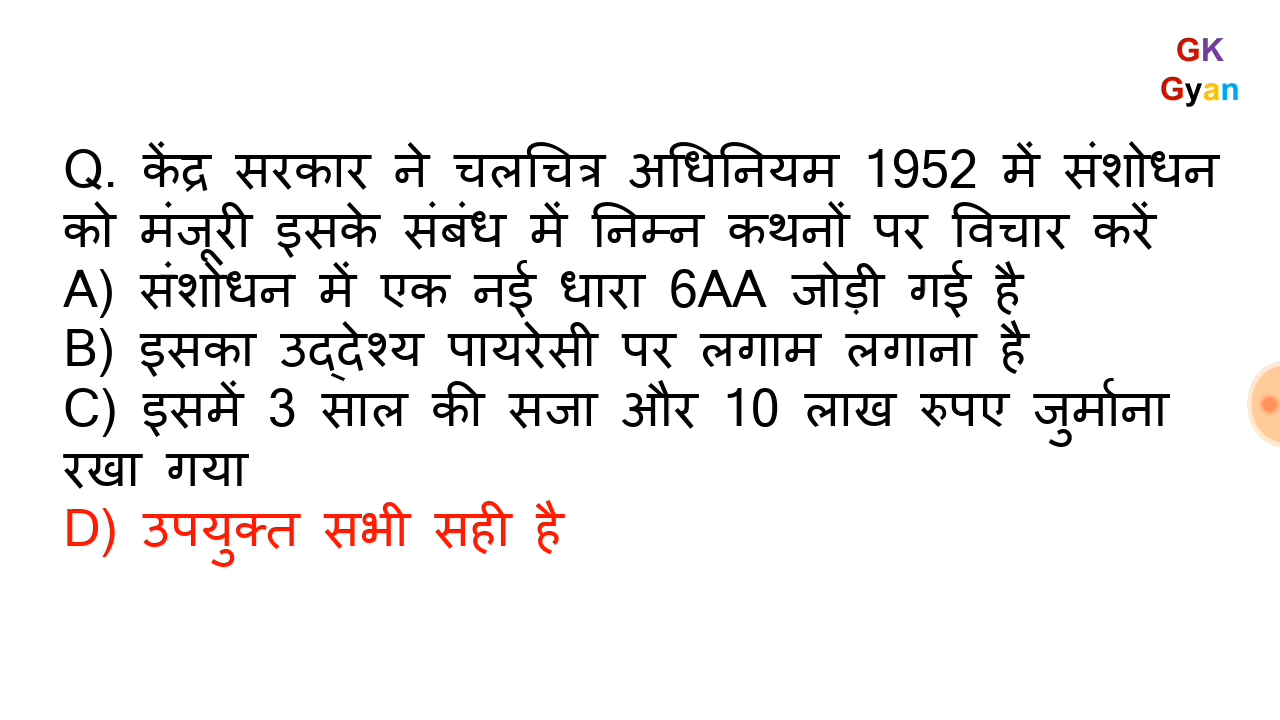 GK
Gyan
Q. केंद्र सरकार ने चलचित्र अधिनियम 1952 में संशोधन
को मंजूरी इसके संबंध में निम्न कथनों पर विचार करें
A) संशोधन में एक नई धारा 6AA जोड़ी गई है
B) इसका उद्देश्य पायरेसी पर लगाम लगाना है
C) इसमें 3 साल की सजा और 10 लाख रुपए जुर्माना
रखा गया
D) उपयुक्त सभी सही है